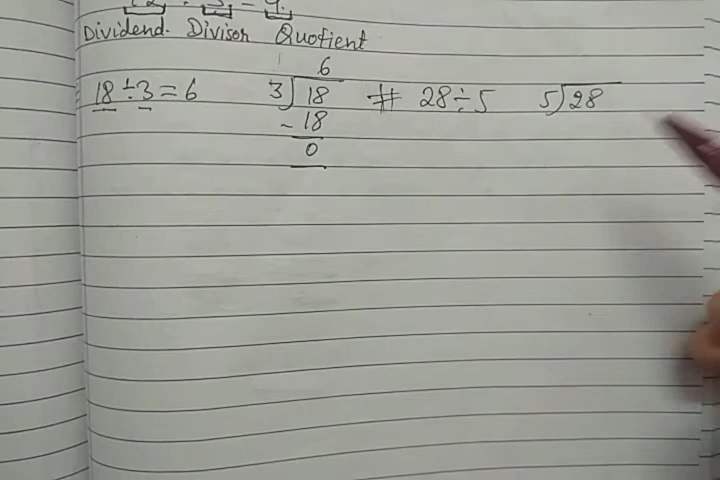 Dividend. Divisor Quotient
6
18 ÷ 3 = 6 3)18 # 28 ÷ 5 5)28
- 18
0